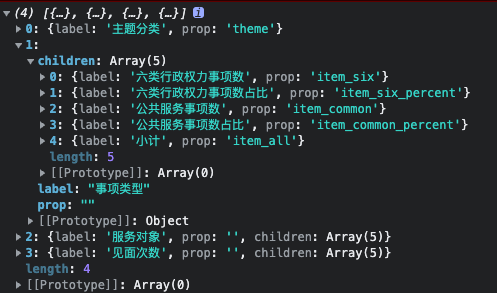 ▼ (4) [{…}, {…}, {…}, {…}] i
▶ 0: {label: '主题分类', prop: 'theme'}
▼ 1:
▼ children: Array(5)
▶ 0: {label: '六类行政权力事项数', prop: 'item_six'}
▶ 1: {label: '六类行政权力事项数占比', prop: 'item_six_percent'}
▶ 2: {label: '公共服务事项数', prop: 'item_common'}
▶ 3: {label: '公共服务事项数占比', prop: 'item_common_percent'}
▶ 4: {label: '小计', prop: 'item_all'}
length: 5
▶ [[Prototype]]: Array(0)
label: "事项类型"
prop: ""
▶ [[Prototype]]: Object
▶ 2: {label: '服务对象', prop: '', children: Array(5)}
▶ 3: {label: '见面次数', prop: '', children: Array(5)}
length: 4
▶ [[Prototype]]: Array(0)